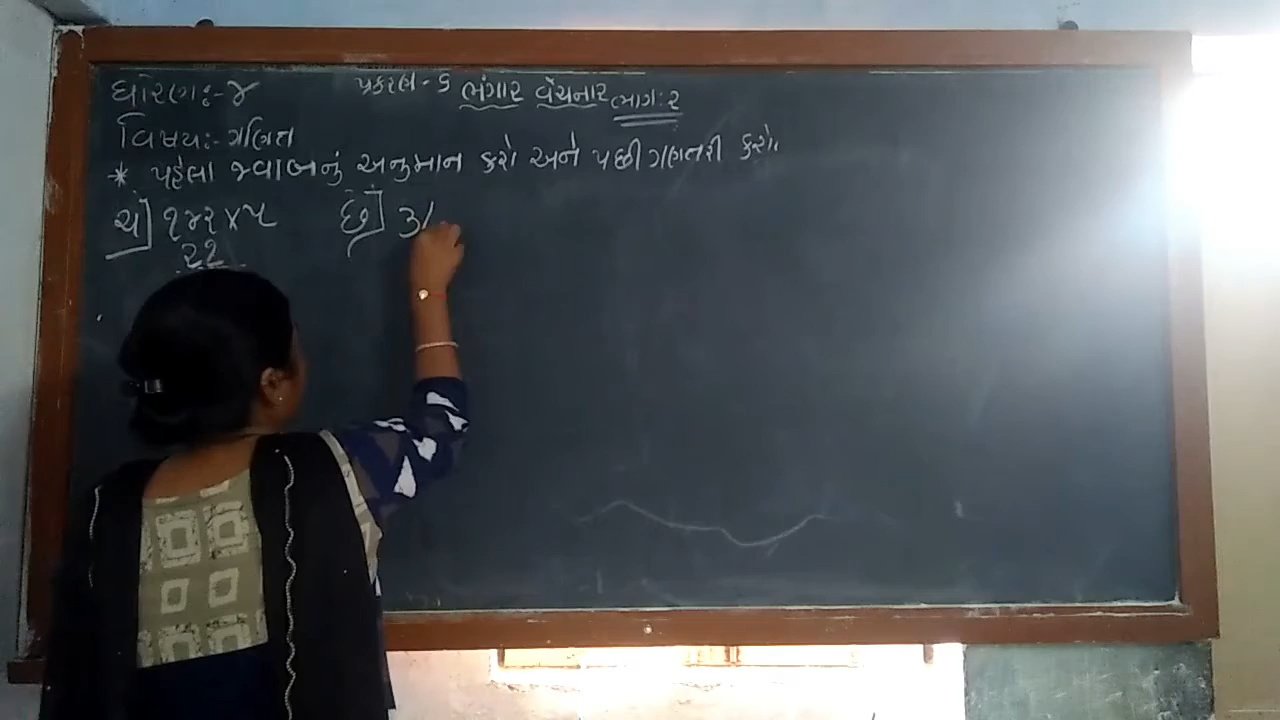 ધોરણ:-૪
પ્રકરણ-૬ ભંગાર વેંચનાર ભાગ:૨
વિષય:-ગણિત
* પહેલા જવાબનું અનુમાન કરો અને પછી ગણતરી કરો.
ચ] ૧૪૨×૫ છ] ૩
૨૧